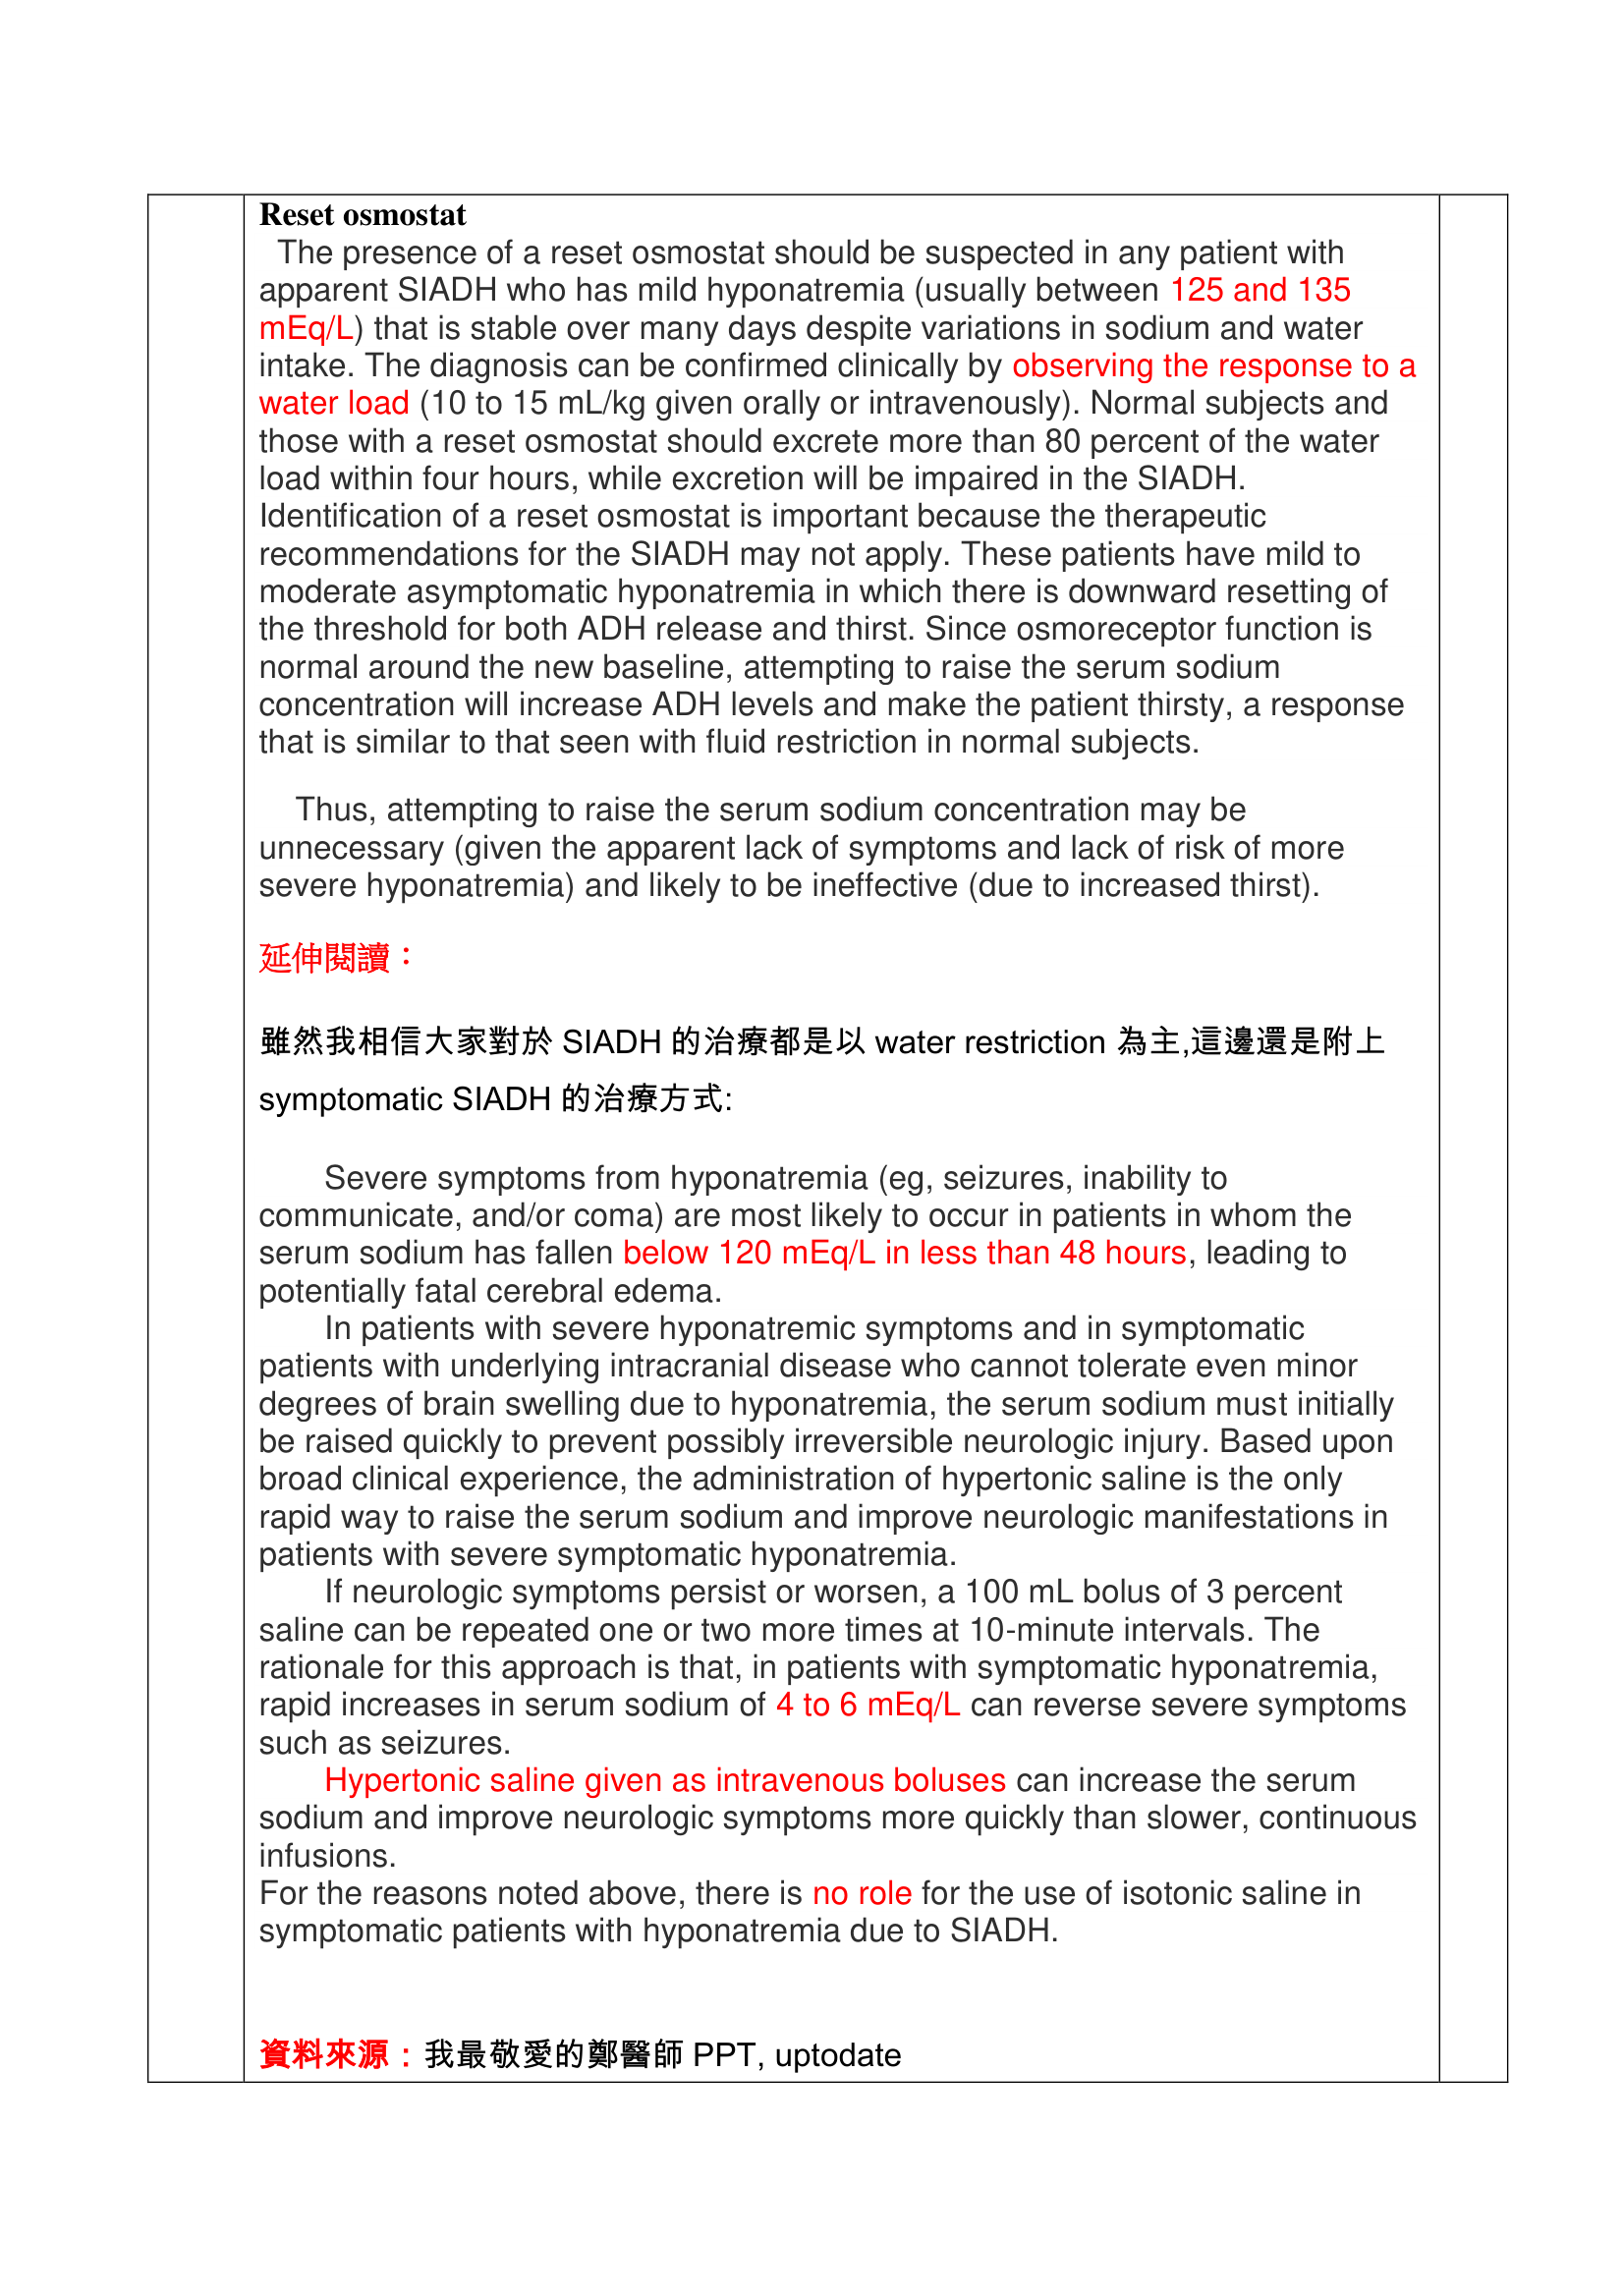 Reset osmostat
The presence of a reset osmostat should be suspected in any patient with
apparent SIADH who has mild hyponatremia (usually between 125 and 135
mEq/L) that is stable over many days despite variations in sodium and water
intake. The diagnosis can be confirmed clinically by observing the response to a
water load (10 to 15 mL/kg given orally or intravenously). Normal subjects and
those with a reset osmostat should excrete more than 80 percent of the water
load within four hours, while excretion will be impaired in the SIADH.
Identification of a reset osmostat is important because the therapeutic
recommendations for the SIADH may not apply. These patients have mild to
moderate asymptomatic hyponatremia in which there is downward resetting of
the threshold for both ADH release and thirst. Since osmoreceptor function is
normal around the new baseline, attempting to raise the serum sodium
concentration will increase ADH levels and make the patient thirsty, a response
that is similar to that seen with fluid restriction in normal subjects.
Thus, attempting to raise the serum sodium concentration may be
unnecessary (given the apparent lack of symptoms and lack of risk of more
severe hyponatremia) and likely to be ineffective (due to increased thirst).
延伸閱讀：
雖然我相信大家對於 SIADH 的治療都是以 water restriction 為主,這邊還是附上
symptomatic SIADH 的治療方式:
Severe symptoms from hyponatremia (eg, seizures, inability to
communicate, and/or coma) are most likely to occur in patients in whom the
serum sodium has fallen below 120 mEq/L in less than 48 hours, leading to
potentially fatal cerebral edema.
In patients with severe hyponatremic symptoms and in symptomatic
patients with underlying intracranial disease who cannot tolerate even minor
degrees of brain swelling due to hyponatremia, the serum sodium must initially
be raised quickly to prevent possibly irreversible neurologic injury. Based upon
broad clinical experience, the administration of hypertonic saline is the only
rapid way to raise the serum sodium and improve neurologic manifestations in
patients with severe symptomatic hyponatremia.
If neurologic symptoms persist or worsen, a 100 mL bolus of 3 percent
saline can be repeated one or two more times at 10-minute intervals. The
rationale for this approach is that, in patients with symptomatic hyponatremia,
rapid increases in serum sodium of 4 to 6 mEq/L can reverse severe symptoms
such as seizures.
Hypertonic saline given as intravenous boluses can increase the serum
sodium and improve neurologic symptoms more quickly than slower, continuous
infusions.
For the reasons noted above, there is no role for the use of isotonic saline in
symptomatic patients with hyponatremia due to SIADH.
資料來源：我最敬愛的鄭醫師 PPT, uptodate